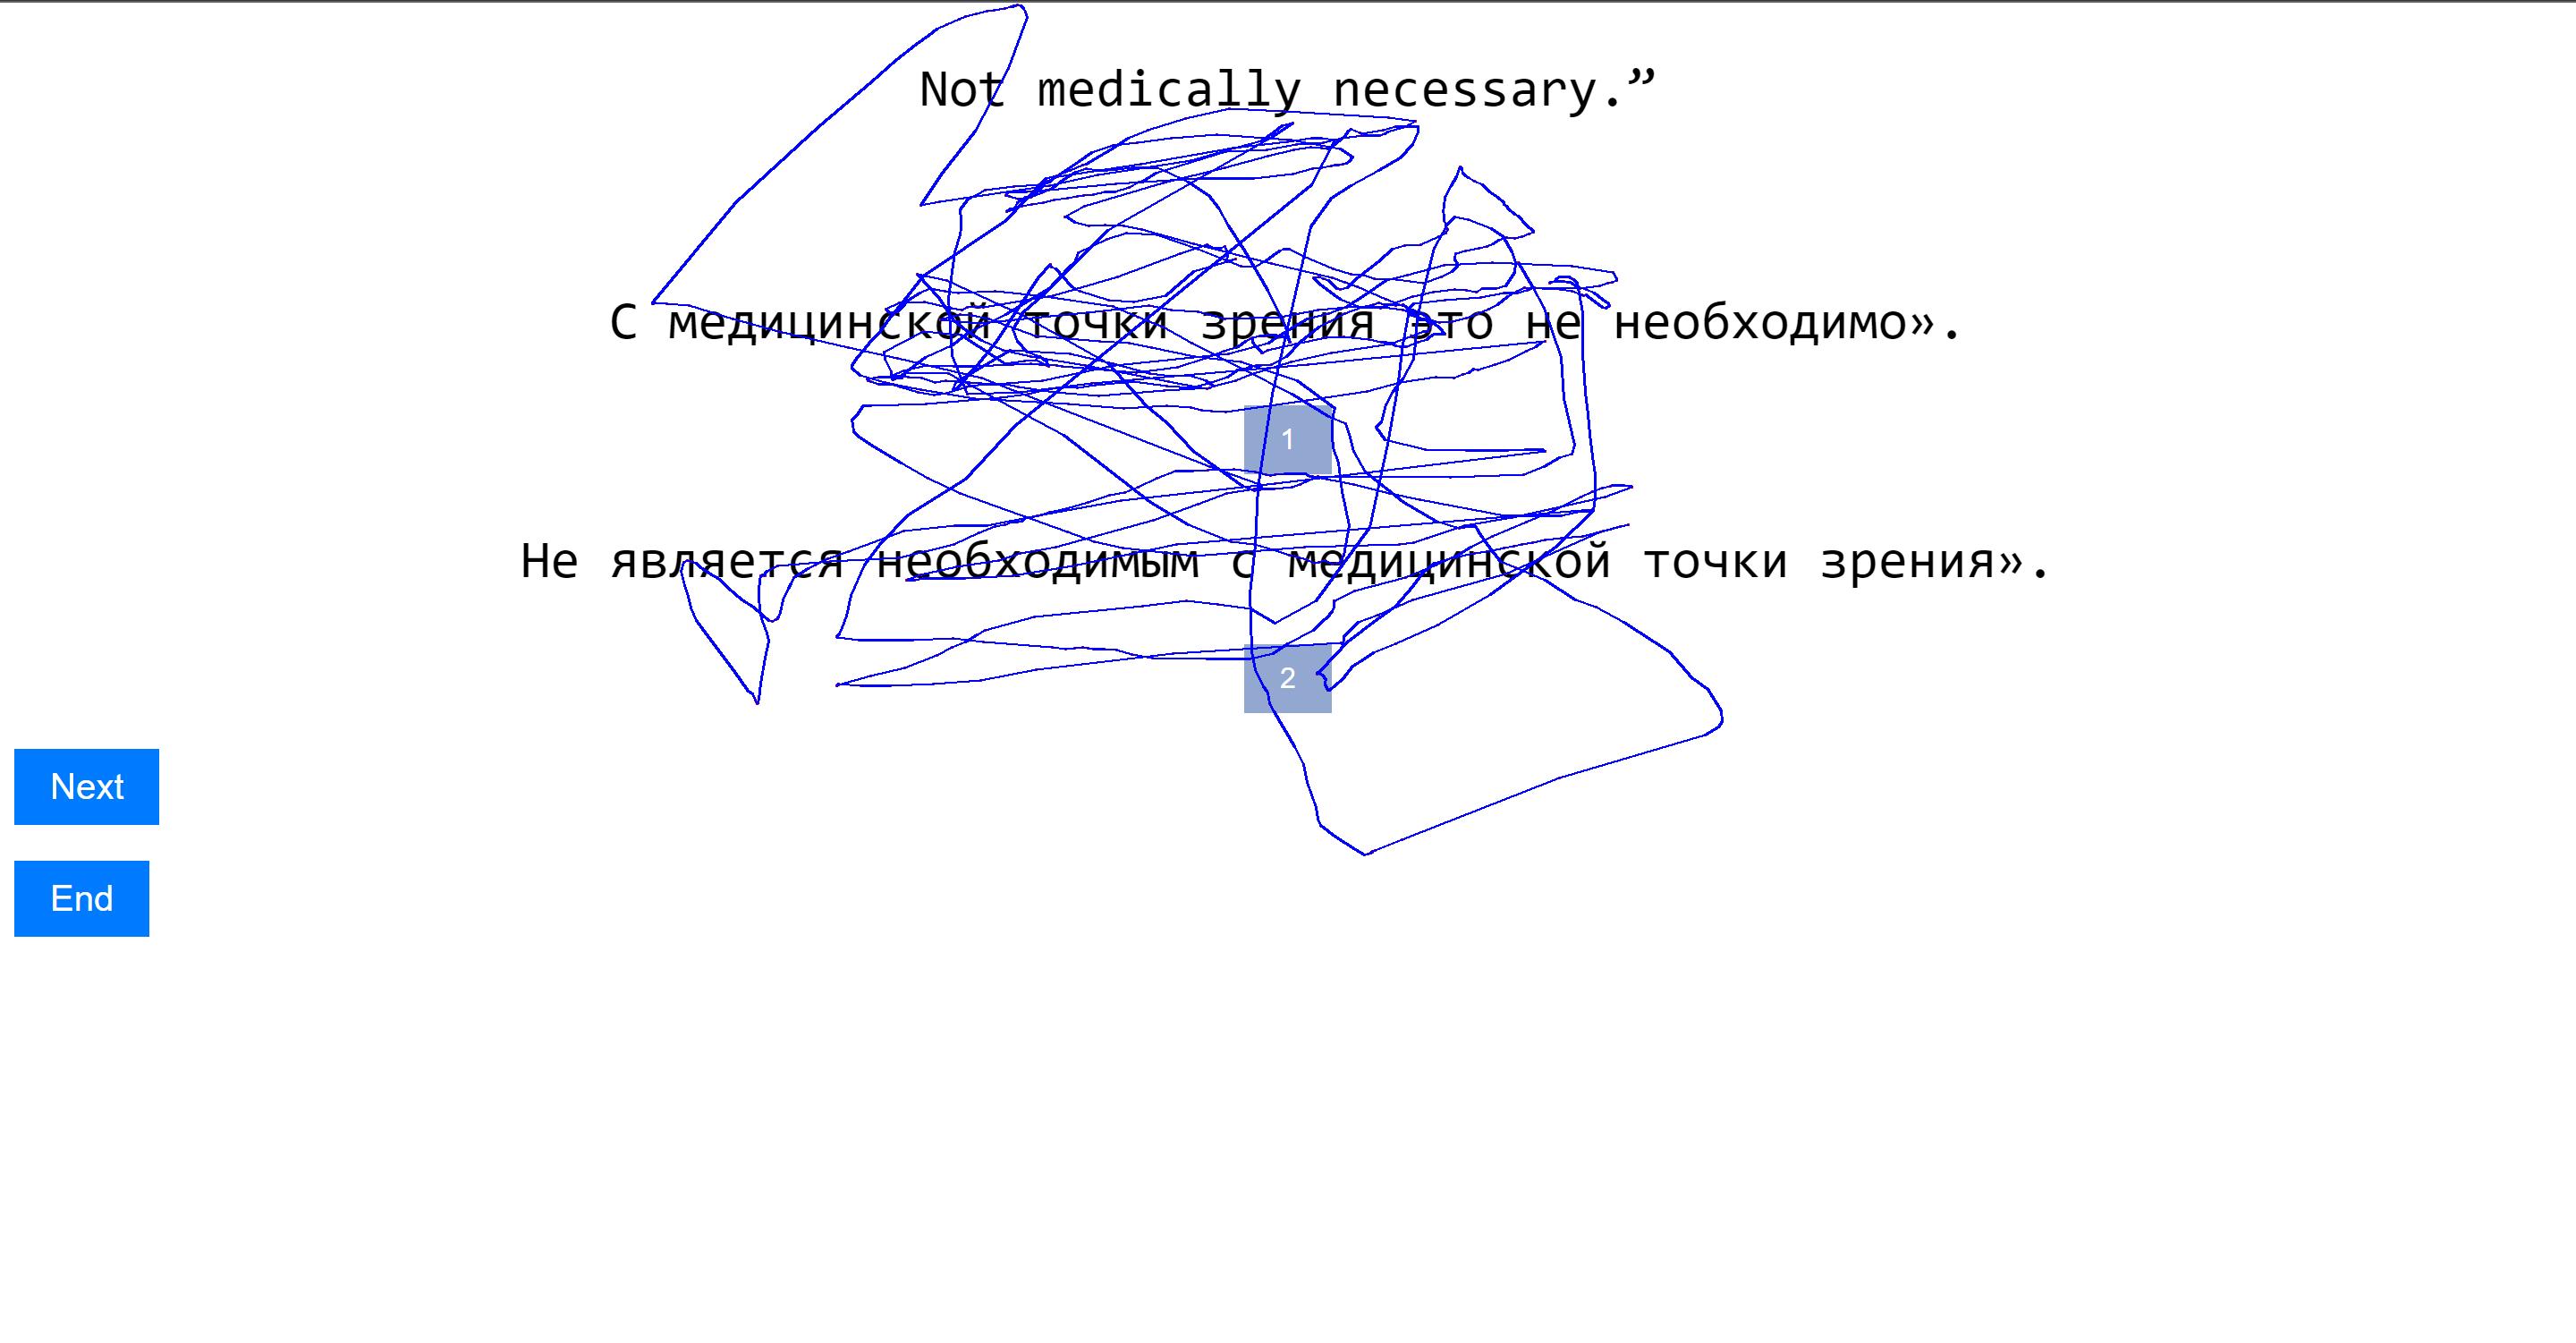 Not medically necessary.”
С медицинской точки зрения это не необходимо».
1
Не является необходимым с медицинской точки зрения».
2
Next
End